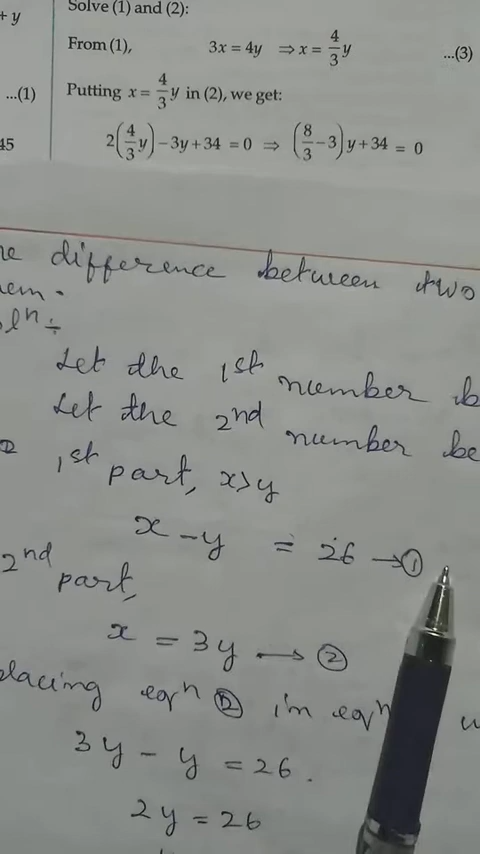 + y
...(1)
45
Solve (1) and (2):
From (1), 3x = 4y ⇒ x = 4/3 y ...(3)
Putting x = 4/3 y in (2), we get:
2(4/3 y) − 3y + 34 = 0 ⇒ (8/3 − 3)y + 34 = 0
difference between two
Let the 1st number
Let the 2nd number be
1st part, x>y
x − y = 26 → ①
2nd part,
x = 3y → ②
eqⁿ ② in eqⁿ
3y − y = 26.
2y = 26